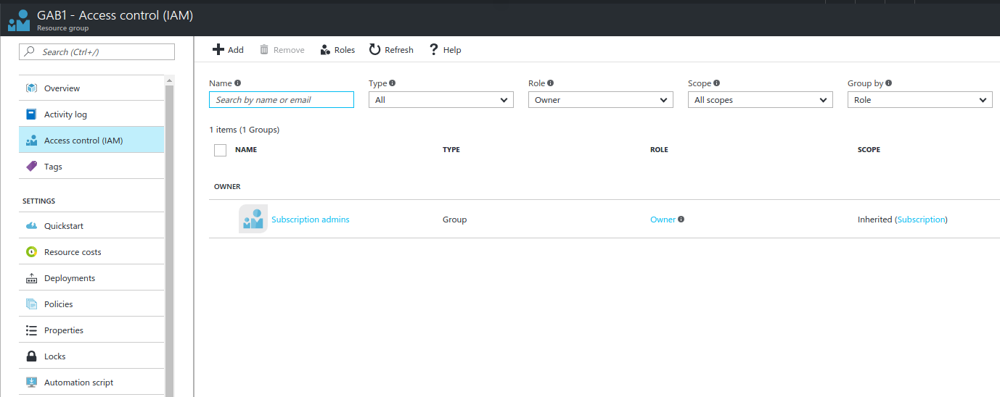 GAB1 - Access control (IAM)
Resource group
Search (Ctrl+/)
Overview
Activity log
Access control (IAM)
Tags
SETTINGS
Quickstart
Resource costs
Deployments
Policies
Properties
Locks
Automation script
Add Remove Roles Refresh Help
Name Type Role Scope Group by
Search by name or email All Owner All scopes Role
1 items (1 Groups)
NAME TYPE ROLE SCOPE
OWNER
Subscription admins Group Owner Inherited (Subscription)